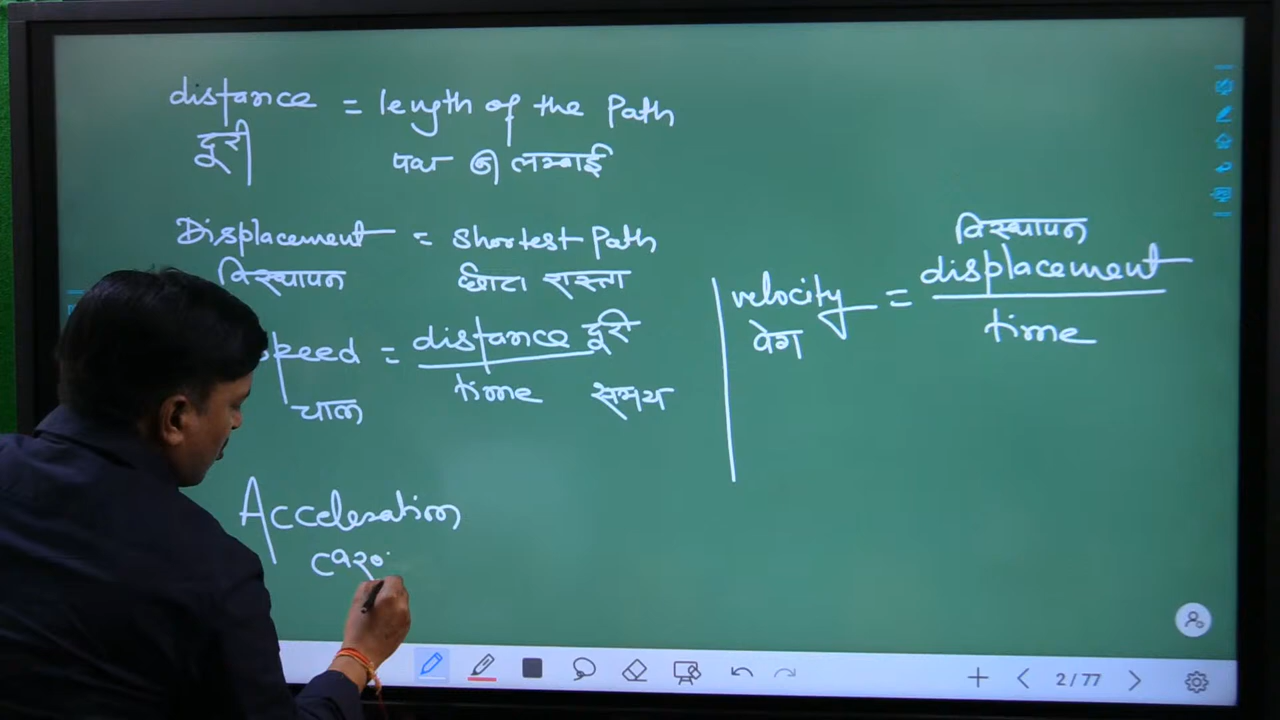 distance = length of the Path
दूरी पथ की लम्बाई
Displacement = shortest Path
विस्थापन छोटा रास्ता
speed = distance दूरी
time समय
चाल
velocity = displacement
विस्थापन
time
वेग
Acceleration
त्वर
2/77